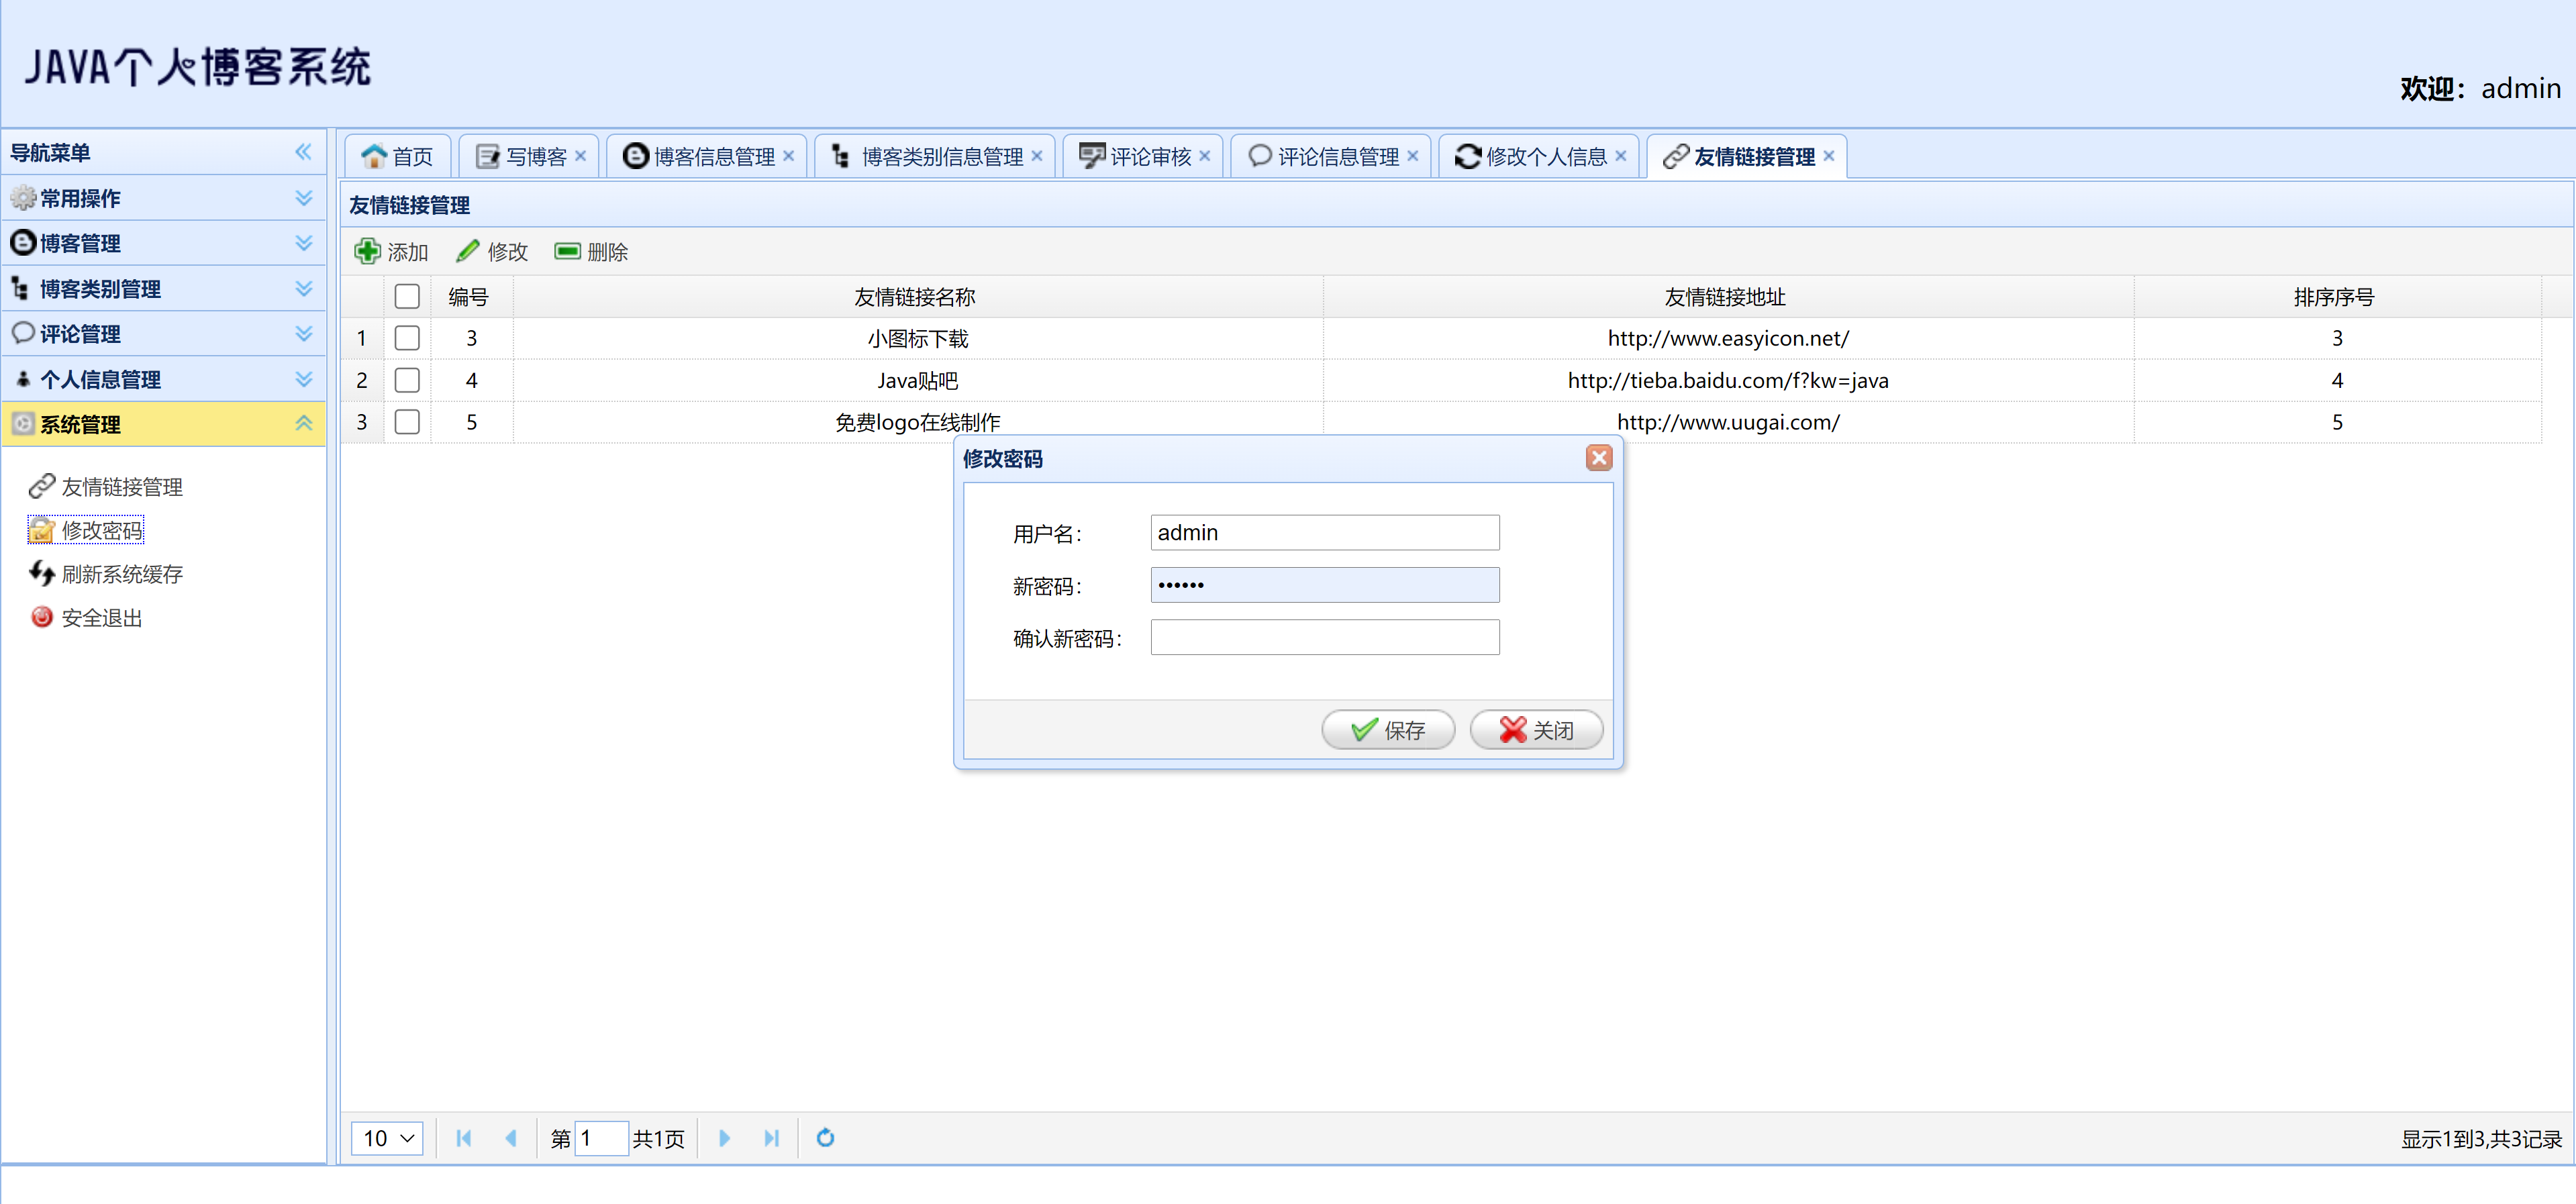 JAVA个人博客系统
欢迎：admin
导航菜单
常用操作
博客管理
博客类别管理
评论管理
个人信息管理
系统管理
友情链接管理
修改密码
刷新系统缓存
安全退出
首页 写博客 博客信息管理 博客类别信息管理 评论审核 评论信息管理 修改个人信息 友情链接管理
友情链接管理
添加 修改 删除
编号 友情链接名称 友情链接地址 排序序号
1 3 小图标下载 http://www.easyicon.net/ 3
2 4 Java贴吧 http://tieba.baidu.com/f?kw=java 4
3 5 免费logo在线制作 http://www.uugai.com/ 5
修改密码
用户名： admin
新密码： ••••••
确认新密码：
保存 关闭
10 第 1 共1页 显示1到3,共3记录